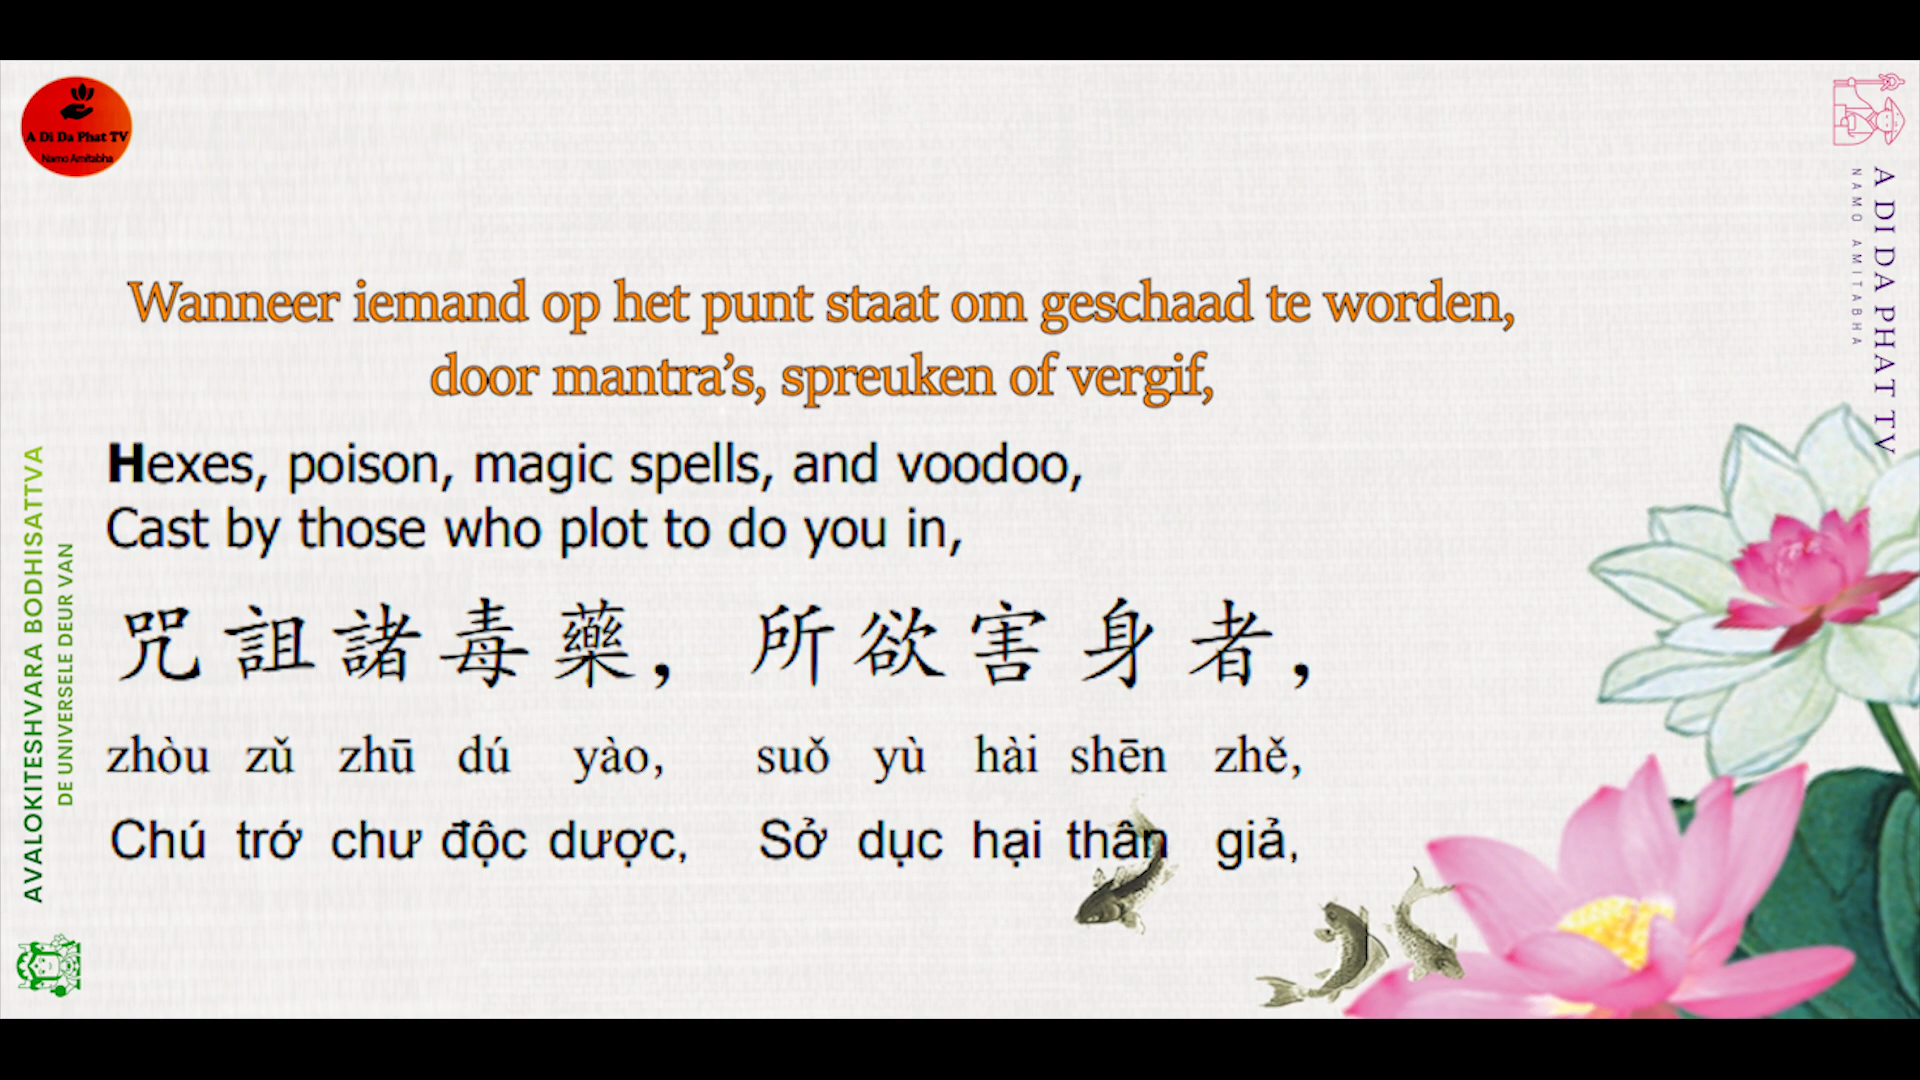 A Di Da Phat TV
Namo Amitabha
A DI DA PHAT TV
NAMO AMITABHA
Wanneer iemand op het punt staat om geschaad te worden,
door mantra’s, spreuken of vergif,
Hexes, poison, magic spells, and voodoo,
Cast by those who plot to do you in,
咒詛諸毒藥，所欲害身者，
zhòu zǔ zhū dú yào, suǒ yù hài shēn zhě,
Chú trớ chư độc dược, Sở dục hại thân giả,
AVALOKITESHVARA BODHISATTVA
DE UNIVERSELE DEUR VAN